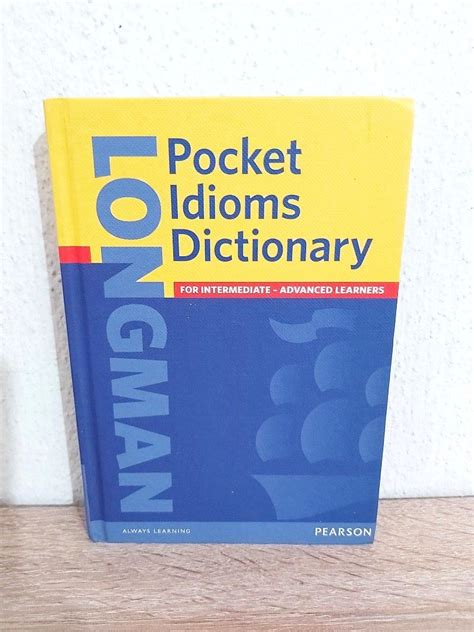 LONGMAN
Pocket
Idioms
Dictionary
FOR INTERMEDIATE - ADVANCED LEARNERS
ALWAYS LEARNING
PEARSON